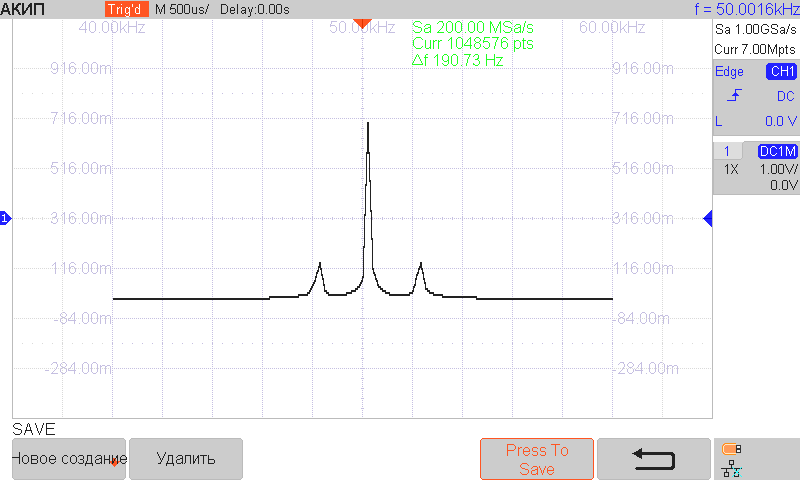 АКИП Trig'd M 500us/ Delay:0.00s f = 50.0016kHz
40.00kHz 50.00kHz 60.00kHz
Sa 200.00 MSa/s
Curr 1048576 pts
Δf 190.73 Hz
Sa 1.00GSa/s
Curr 7.00Mpts
916.00m 916.00m
716.00m 716.00m
516.00m 516.00m
316.00m 316.00m
116.00m 116.00m
-84.00m -84.00m
-284.00m -284.00m
1
Edge CH1
DC
L 0.0 V
1 DC1M
1X 1.00V/
0.0V
SAVE
Новое создание
Удалить
Press To
Save